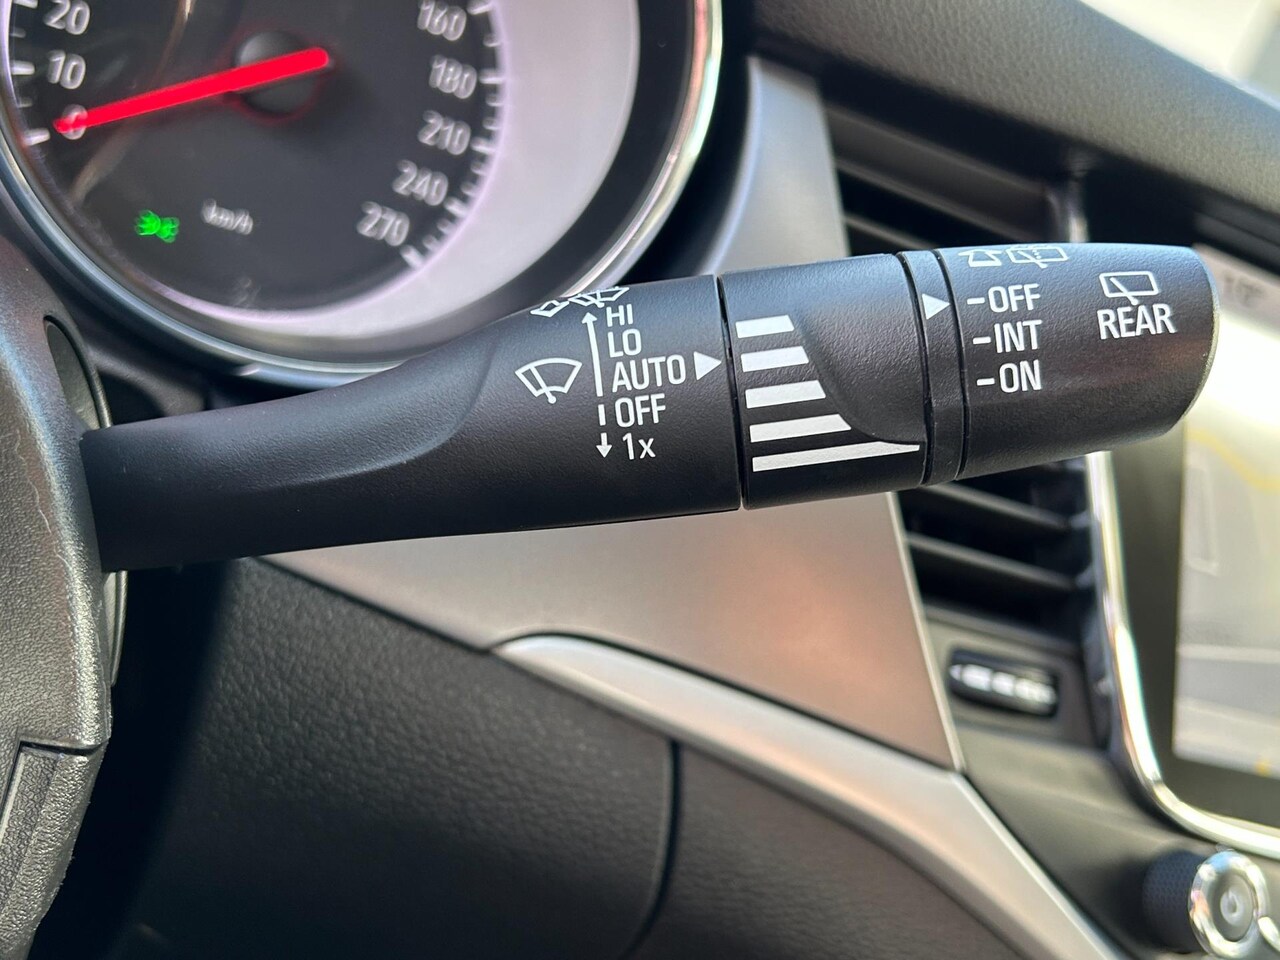 20
10
0
160
180
210
240
270
km/h
HI
LO
AUTO
OFF
1x
-OFF
-INT
-ON
REAR